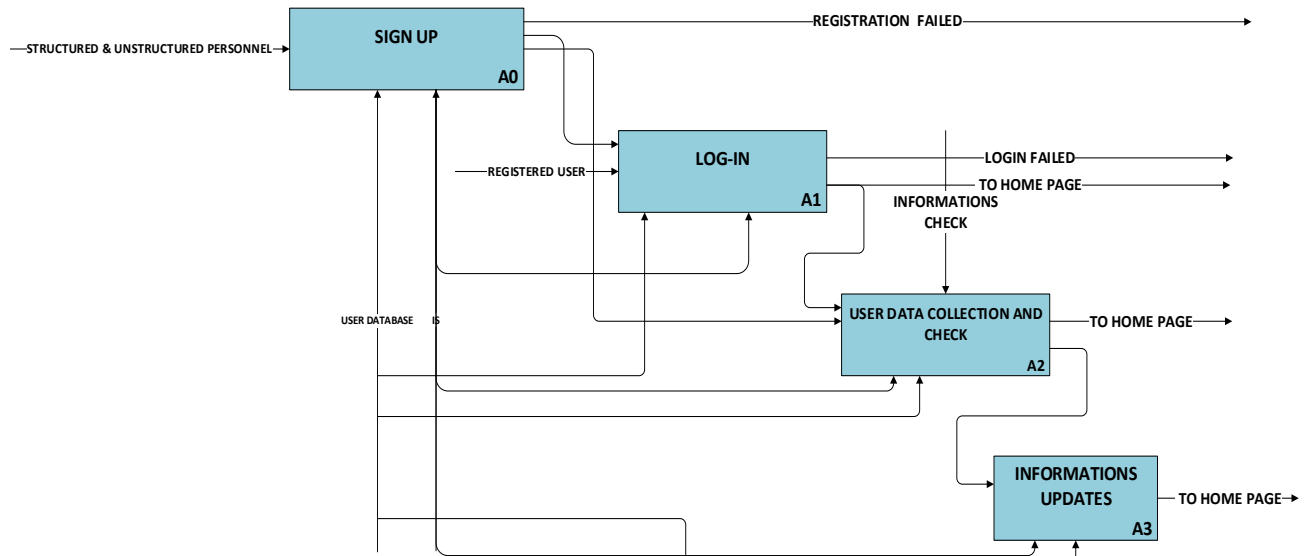 REGISTRATION FAILED
STRUCTURED & UNSTRUCTURED PERSONNEL
SIGN UP
A0
LOG-IN
A1
REGISTERED USER
LOGIN FAILED
TO HOME PAGE
INFORMATIONS
CHECK
USER DATABASE
IS
USER DATA COLLECTION AND
CHECK
A2
TO HOME PAGE
INFORMATIONS
UPDATES
A3
TO HOME PAGE